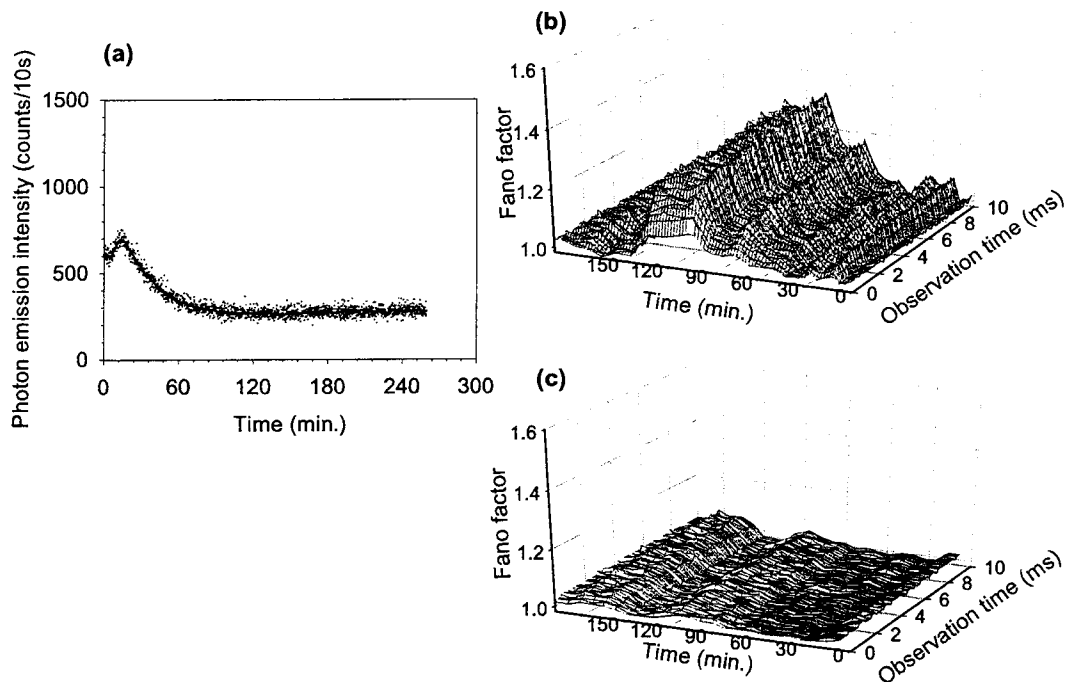 (a)
Photon emission intensity (counts/10s)
1500
1000
500
0
0 60 120 180 240 300
Time (min.)
(b)
Fano factor
1.6
1.4
1.2
1.0
150 120 90 60 30 0
Time (min.)
0 2 4 6 8 10
Observation time (ms)
(c)
Fano factor
1.6
1.4
1.2
1.0
150 120 90 60 30 0
Time (min.)
0 2 4 6 8 10
Observation time (ms)